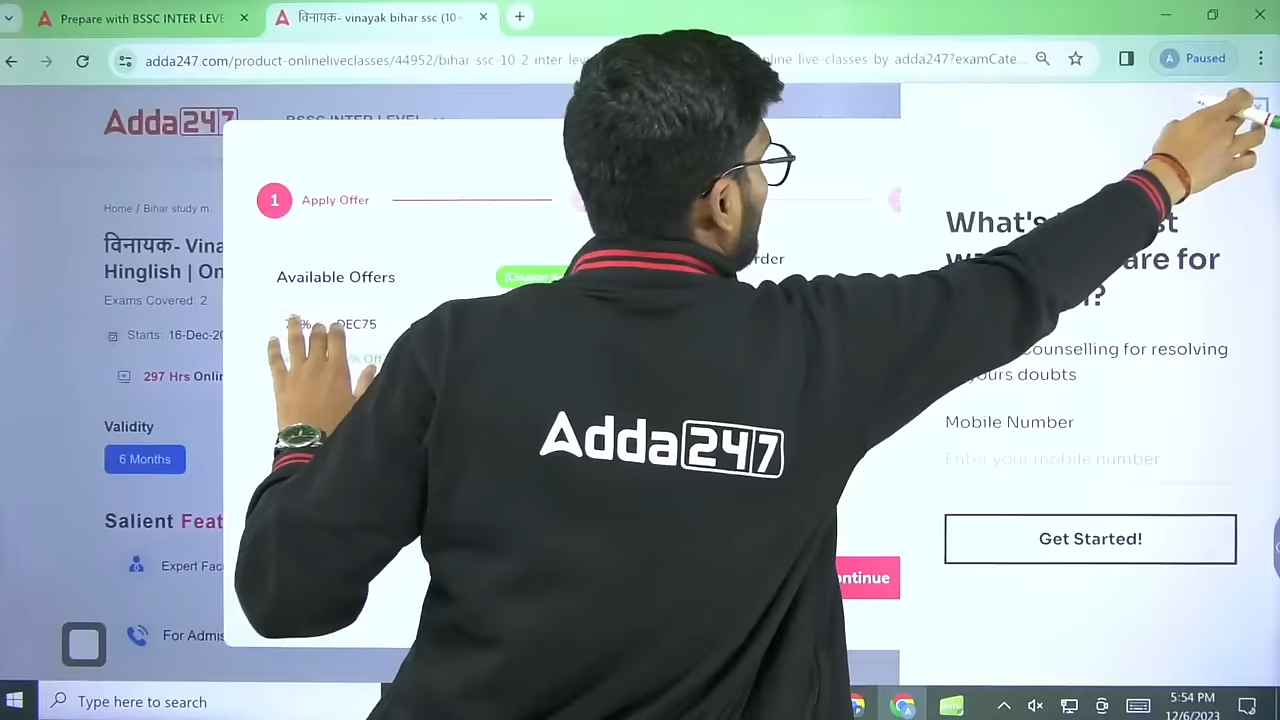 Prepare with BSSC INTER LEVE
विनायक- vinayak bihar ssc (10
adda247.com/product-onlineliveclasses/44952/bihar ssc-10 2 inter lev
nline live classes by adda247?examCate...
A Paused
Adda247
BSSC INTER LEVEL
1 Apply Offer
Home / Bihar study m
विनायक- Vina
Hinglish | On
Exams Covered: 2
Starts: 16-Dec-20
297 Hrs Onlin
Validity
6 Months
Salient Feat
Expert Facu
For Admis
Available Offers
DEC75
% Off
rder
ontinue
What's
are for
?
ounselling for resolving
yours doubts
Mobile Number
Enter your mobile number
Get Started!
Adda247
Type here to search
5:54 PM
12/6/2023